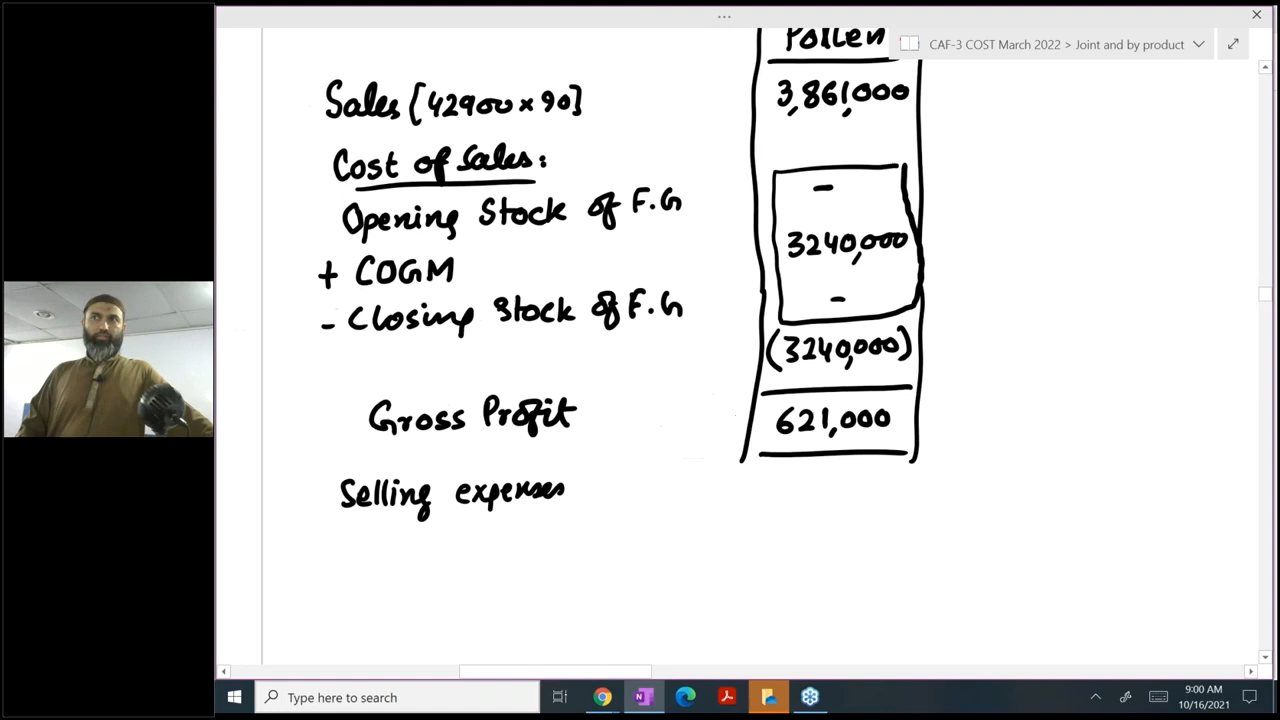 Pollen
CAF-3 COST March 2022 > Joint and by product
Sales [42900 × 90] 3,861,000
Cost of Sales:
Opening Stock of F.G -
+ COGM 3240,000
- Closing Stock of F.G -
(3240,000)
Gross Profit 621,000
Selling expenses
Type here to search
9:00 AM
10/16/2021